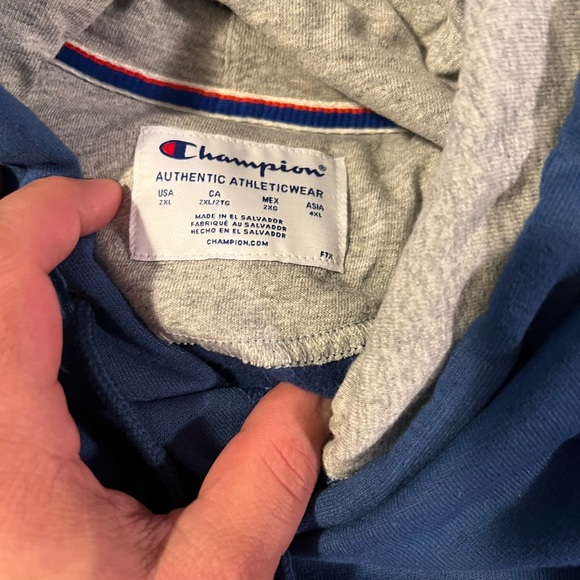 Champion®
AUTHENTIC ATHLETICWEAR
USA CA MEX ASIA
2XL 2XL/2TG 2XG 4XL
MADE IN EL SALVADOR
FABRIQUÉ AU SALVADOR
HECHO EN EL SALVADOR
CHAMPION.COM
FTX